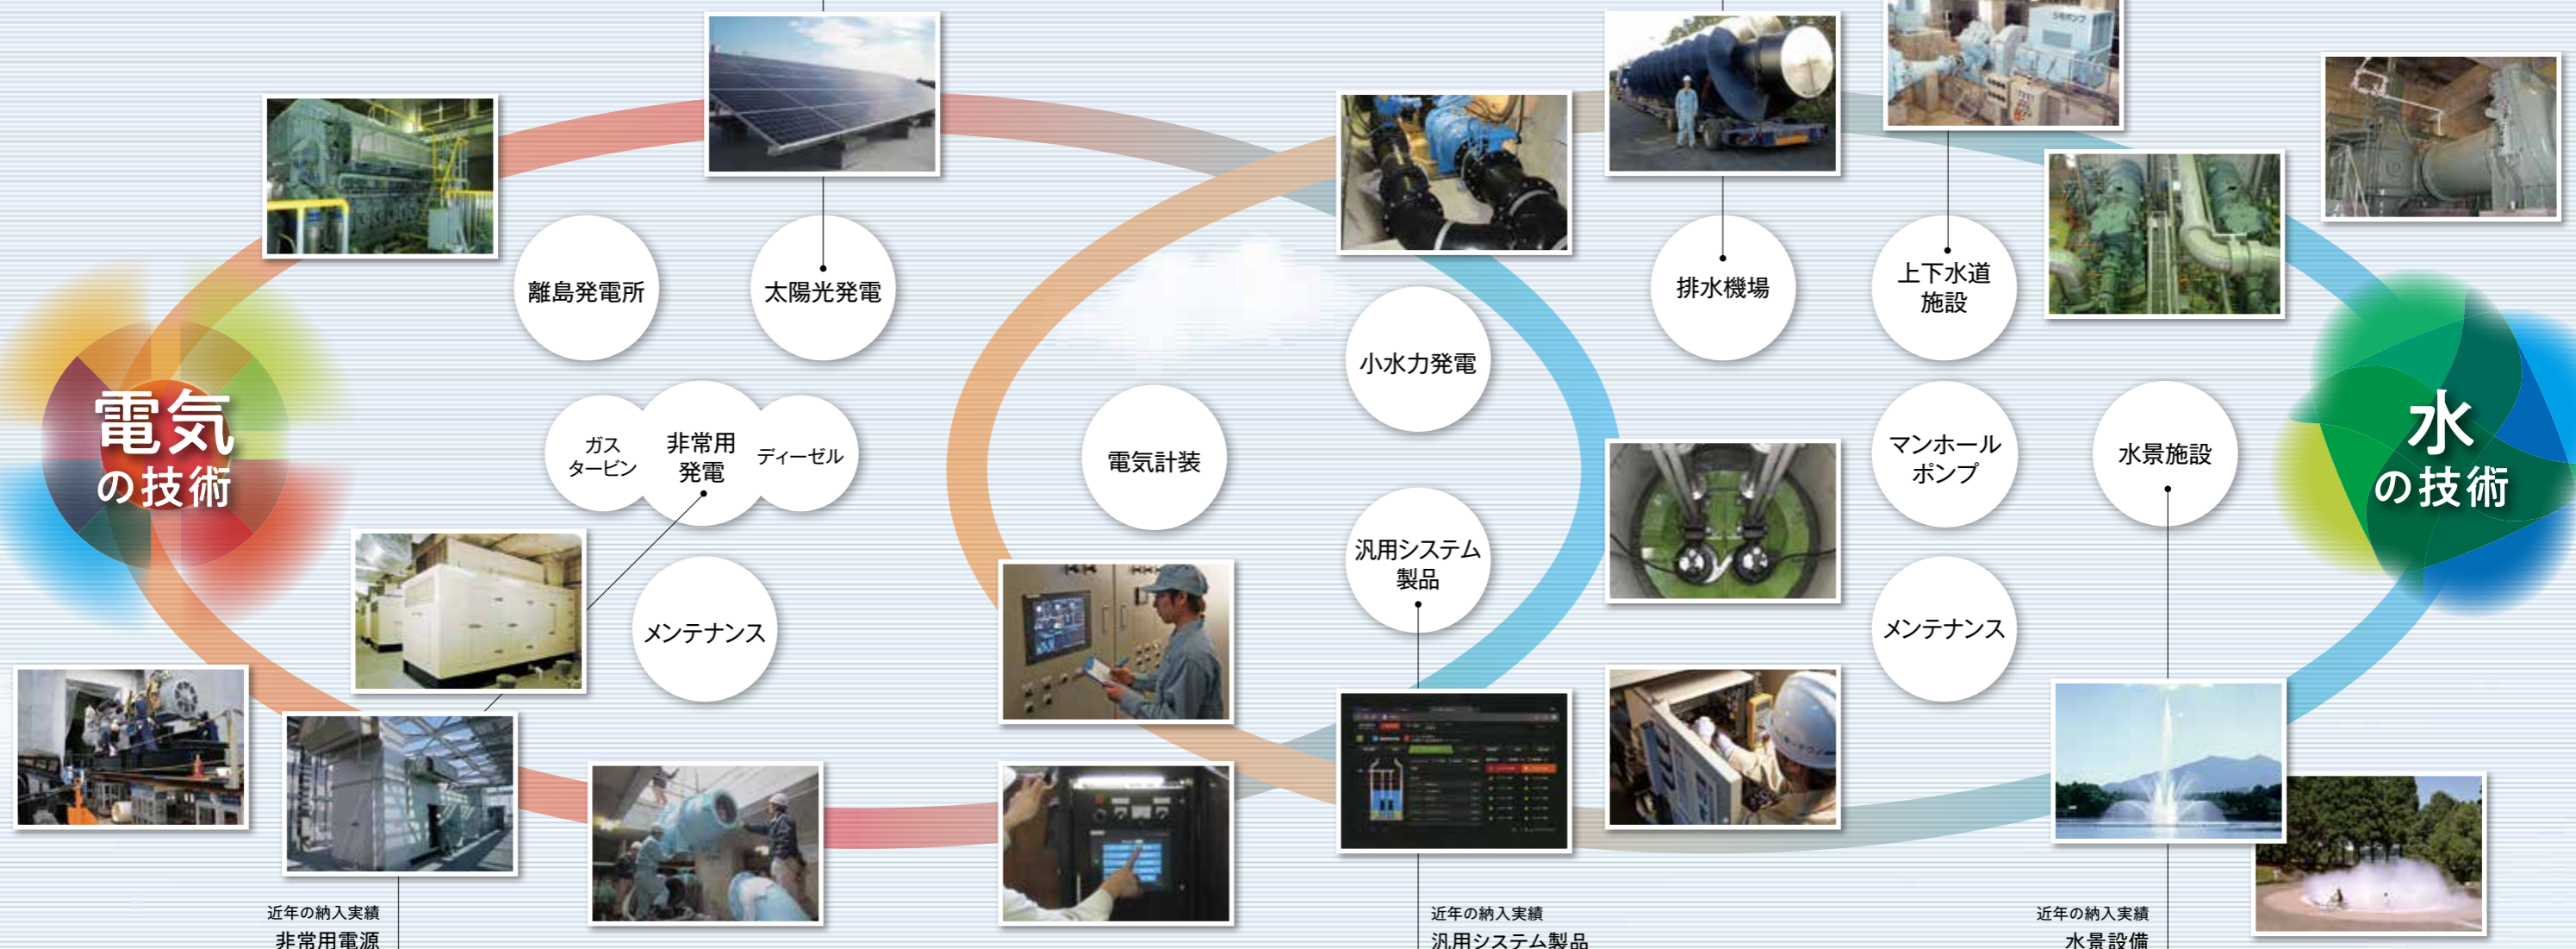 電気
の技術
離島発電所
太陽光発電
ガス
タービン
非常用
発電
ディーゼル
メンテナンス
電気計装
小水力発電
汎用システム
製品
排水機場
上下水道
施設
マンホール
ポンプ
水景施設
メンテナンス
水
の技術
近年の納入実績
非常用電源
近年の納入実績
汎用システム製品
近年の納入実績
水景設備